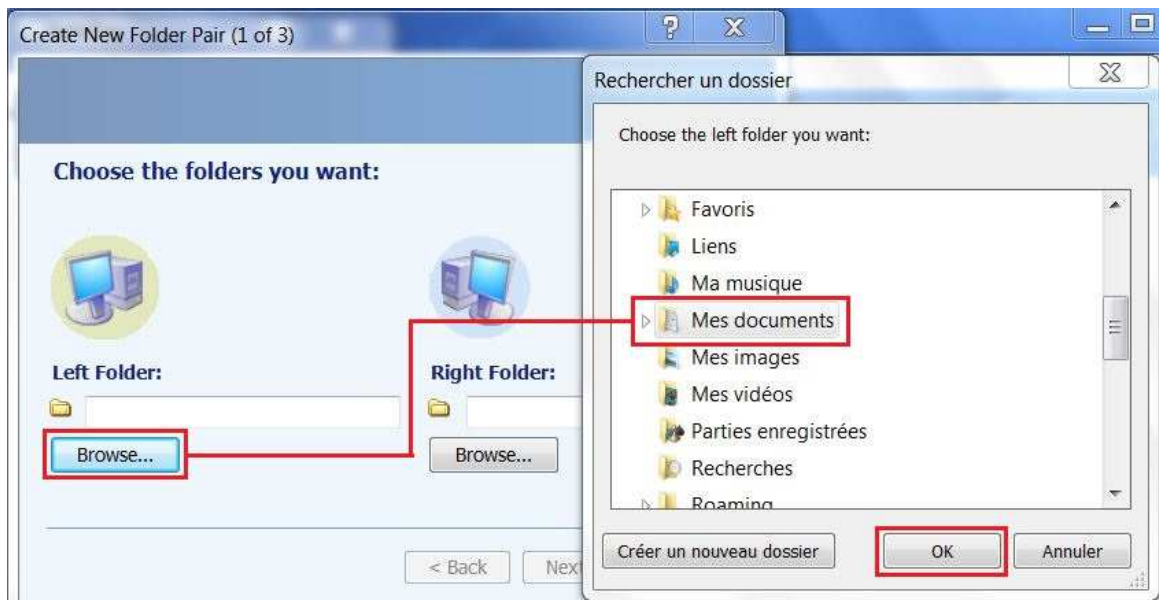 Create New Folder Pair (1 of 3)
Choose the folders you want:
Left Folder:
Right Folder:
Browse...
Browse...
< Back
Next
Rechercher un dossier
Choose the left folder you want:
Favoris
Liens
Ma musique
Mes documents
Mes images
Mes vidéos
Parties enregistrées
Recherches
Roaming
Créer un nouveau dossier
OK
Annuler